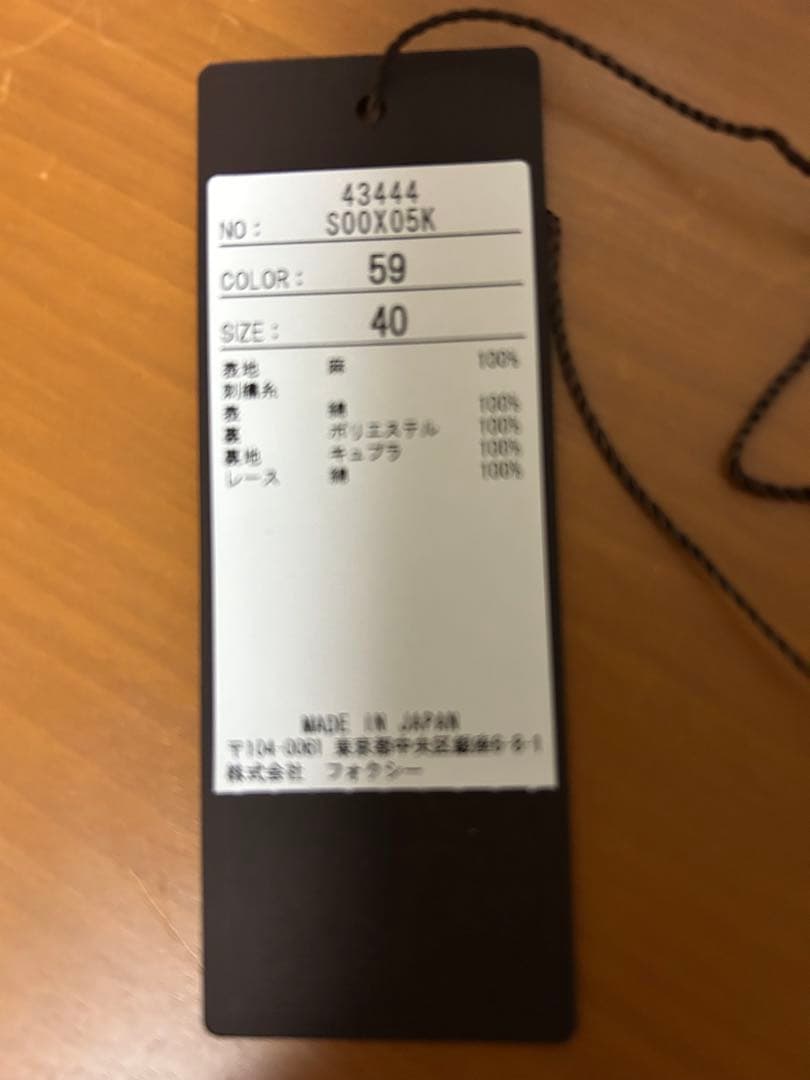 43444
NO: S00X05K
COLOR: 59
SIZE: 40
表地 麻 100%
刺繍糸
表 綿 100%
裏 ポリエステル 100%
裏地 キュプラ 100%
レース 綿 100%
MADE IN JAPAN
〒104-0061 東京都中央区銀座6-8-1
株式会社 フォクシー